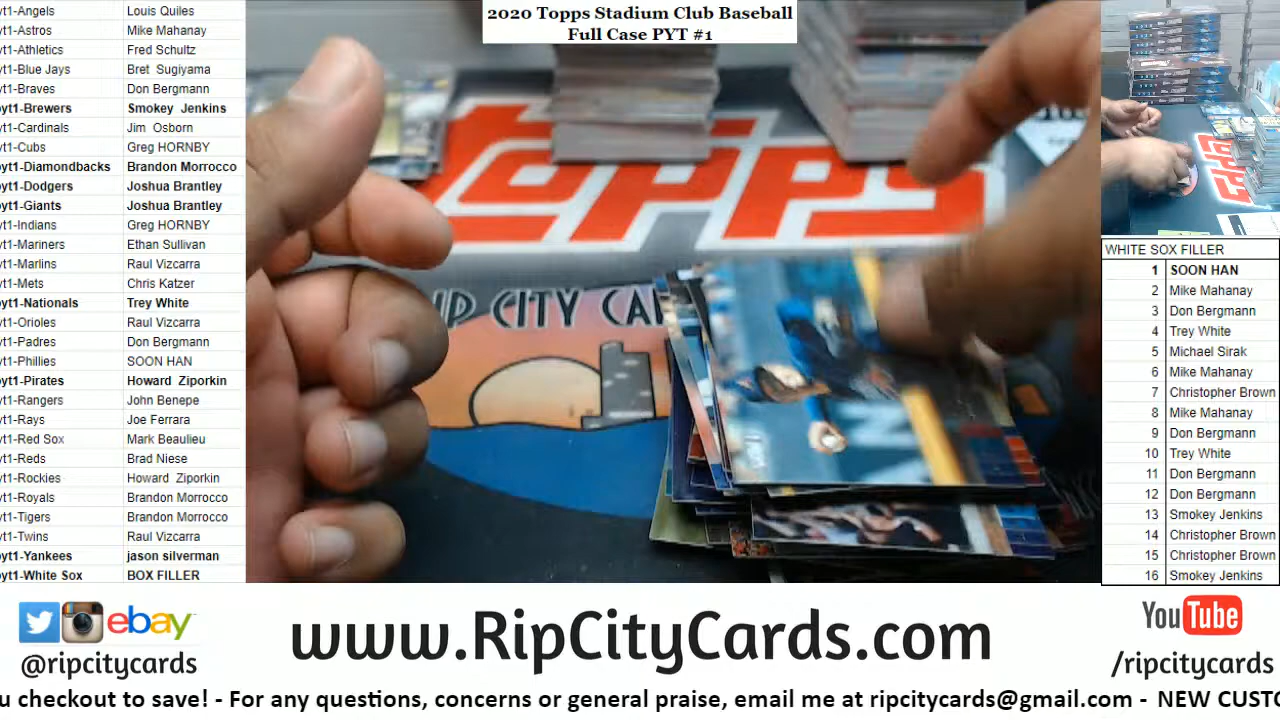 2020 Topps Stadium Club Baseball
Full Case PYT #1
yt1-Angels Louis Quiles
yt1-Astros Mike Mahanay
yt1-Athletics Fred Schultz
yt1-Blue Jays Bret Sugiyama
yt1-Braves Don Bergmann
yt1-Brewers Smokey Jenkins
yt1-Cardinals Jim Osborn
yt1-Cubs Greg HORNBY
yt1-Diamondbacks Brandon Morrocco
yt1-Dodgers Joshua Brantley
yt1-Giants Joshua Brantley
yt1-Indians Greg HORNBY
yt1-Mariners Ethan Sullivan
yt1-Marlins Raul Vizcarra
yt1-Mets Chris Katzer
yt1-Nationals Trey White
yt1-Orioles Raul Vizcarra
yt1-Padres Don Bergmann
yt1-Phillies SOON HAN
yt1-Pirates Howard Ziporkin
yt1-Rangers John Benepe
yt1-Rays Joe Ferrara
yt1-Red Sox Mark Beaulieu
yt1-Reds Brad Niese
yt1-Rockies Howard Ziporkin
yt1-Royals Brandon Morrocco
yt1-Tigers Brandon Morrocco
yt1-Twins Raul Vizcarra
yt1-Yankees jason silverman
yt1-White Sox BOX FILLER
Topps
IP CITY CA
WHITE SOX FILLER
1 SOON HAN
2 Mike Mahanay
3 Don Bergmann
4 Trey White
5 Michael Sirak
6 Mike Mahanay
7 Christopher Brown
8 Mike Mahanay
9 Don Bergmann
10 Trey White
11 Don Bergmann
12 Don Bergmann
13 Smokey Jenkins
14 Christopher Brown
15 Christopher Brown
16 Smokey Jenkins
ebay
@ripcitycards
www.RipCityCards.com
YouTube
/ripcitycards
u checkout to save! - For any questions, concerns or general praise, email me at ripcitycards@gmail.com - NEW CUSTO